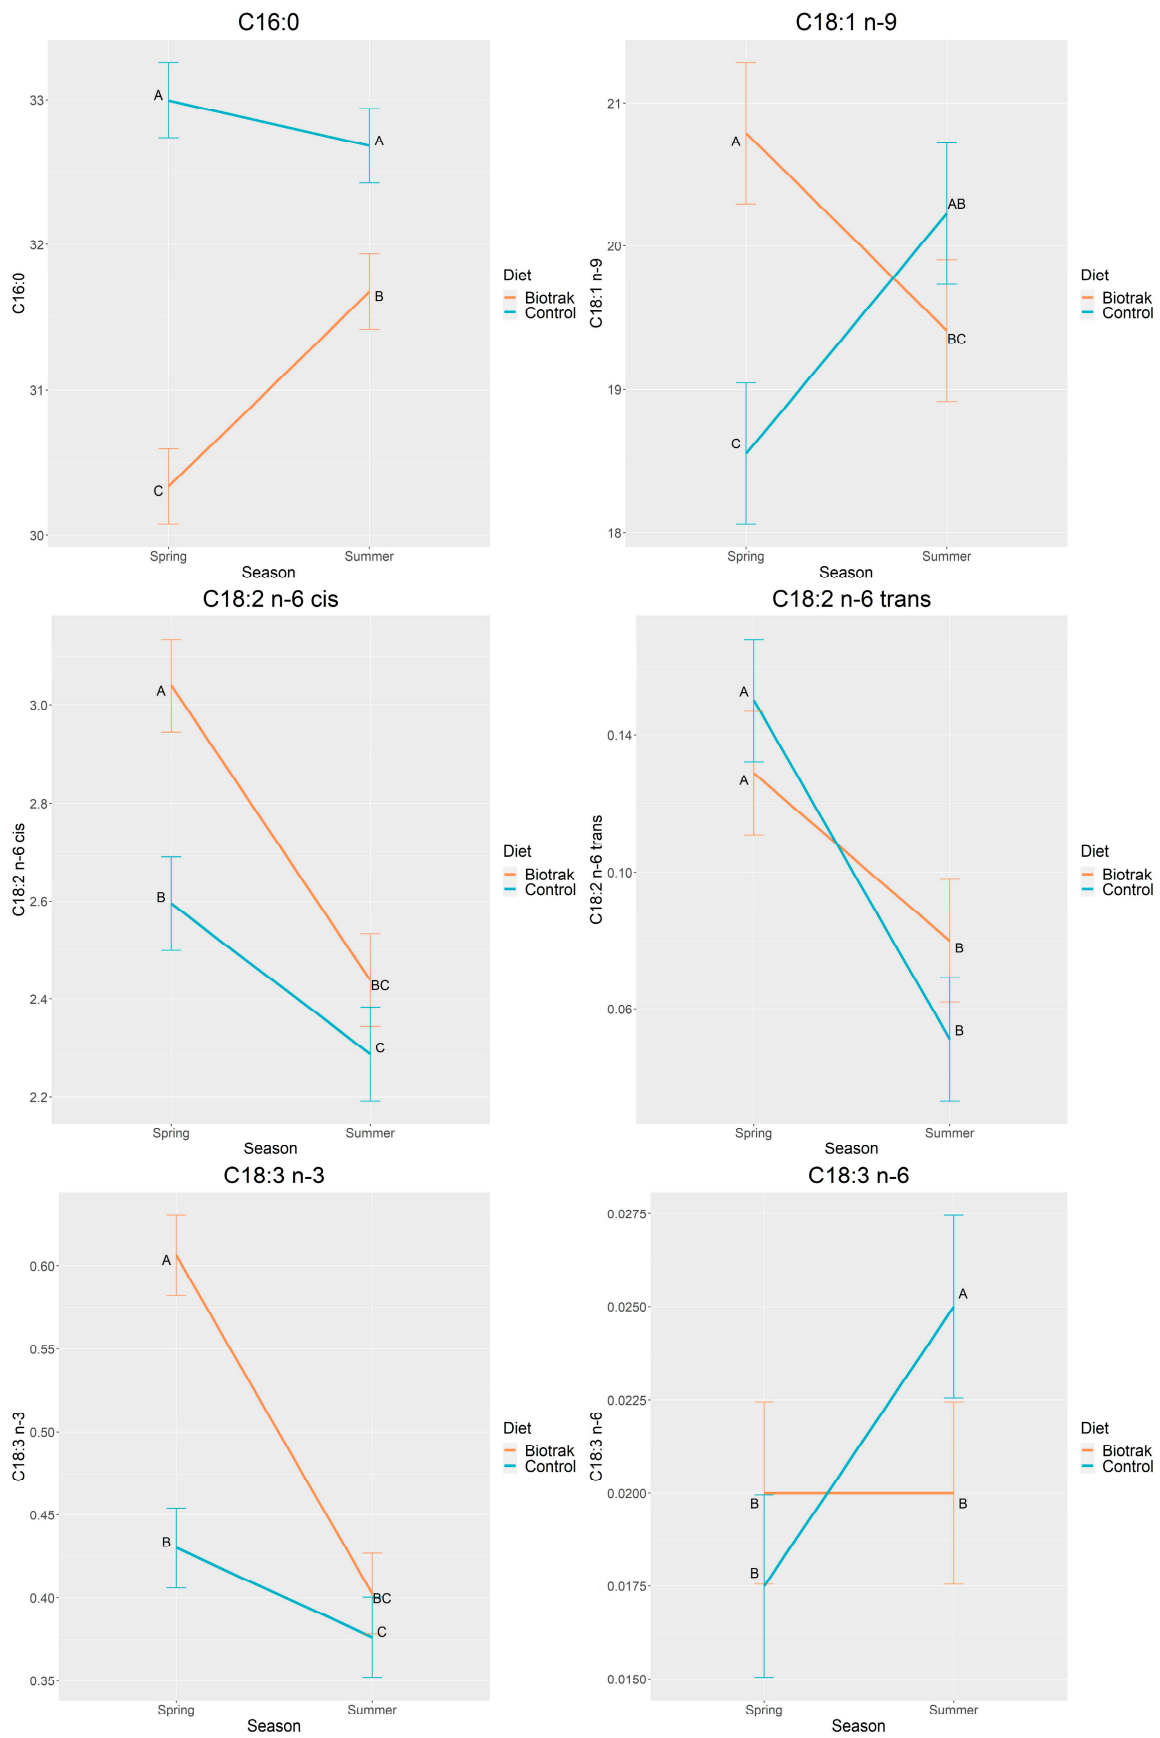 C16:0
C16:0
33
32
31
30
A
A
B
C
Spring
Summer
Season
Diet
Biotrak
Control
C18:1 n-9
C18:1 n-9
21
20
19
18
A
AB
BC
C
Spring
Summer
Season
Diet
Biotrak
Control
C18:2 n-6 cis
C18:2 n-6 cis
3.0
2.8
2.6
2.4
2.2
A
B
BC
C
Spring
Summer
Season
Diet
Biotrak
Control
C18:2 n-6 trans
C18:2 n-6 trans
0.14
0.10
0.06
A
A
B
B
Spring
Summer
Season
Diet
Biotrak
Control
C18:3 n-3
C18:3 n-3
0.60
0.55
0.50
0.45
0.40
0.35
A
B
BC
C
Spring
Summer
Season
Diet
Biotrak
Control
C18:3 n-6
C18:3 n-6
0.0275
0.0250
0.0225
0.0200
0.0175
0.0150
A
B
B
B
Spring
Summer
Season
Diet
Biotrak
Control